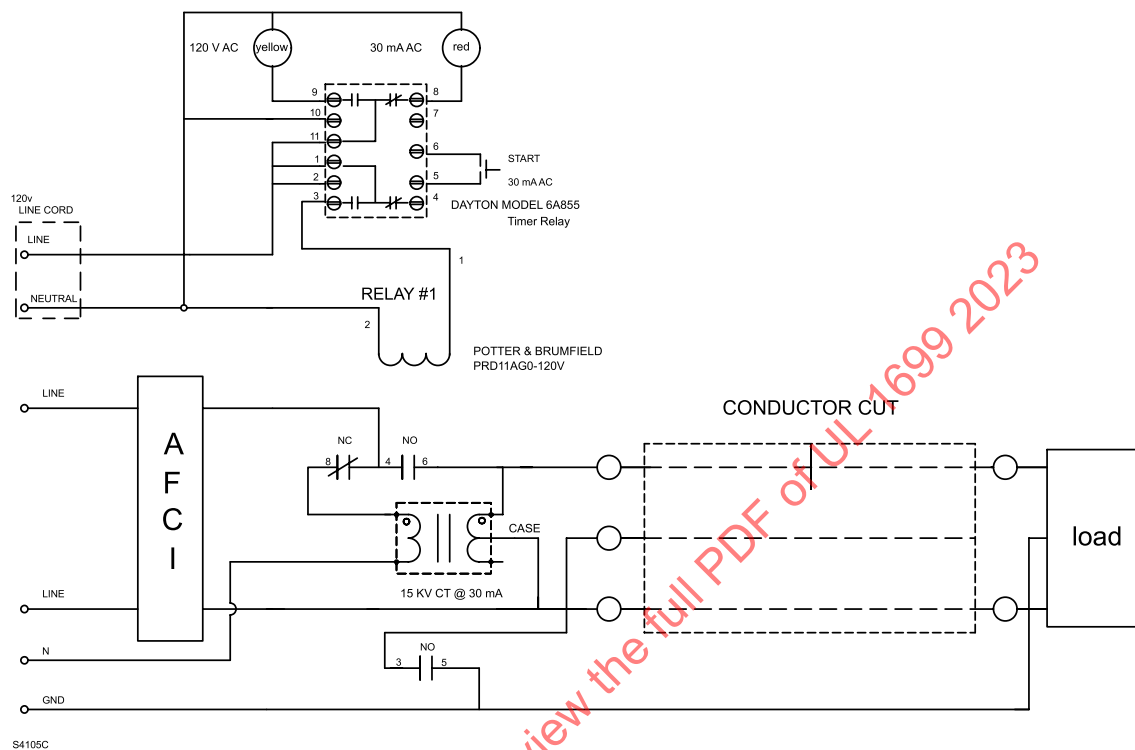 120 V AC
yellow
30 mA AC
red
9
8
10
7
11
6
1
START
2
5
30 mA AC
3
4
DAYTON MODEL 6A855
Timer Relay
120v
LINE CORD
LINE
NEUTRAL
1
RELAY #1
2
POTTER & BRUMFIELD
PRD11AG0-120V
LINE
AFCI
CONDUCTOR CUT
NC
NO
8
4
6
CASE
load
15 KV CT @ 30 mA
LINE
N
NO
3
5
GND
S4105C
view the full PDF of UL 1699 2023